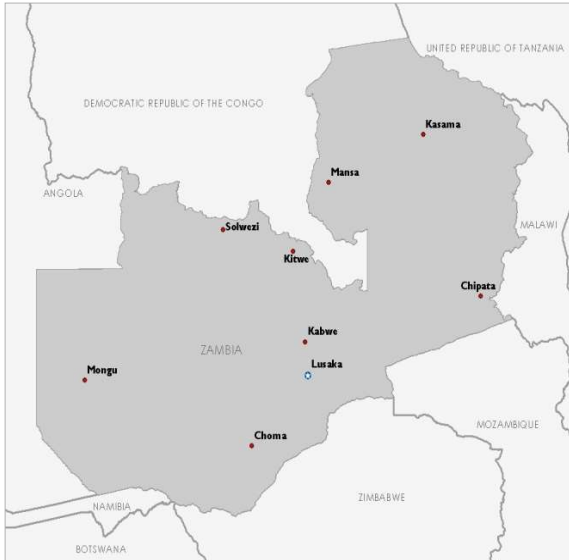 UNITED REPUBLIC OF TANZANIA
DEMOCRATIC REPUBLIC OF THE CONGO
Kasama
Mansa
ANGOLA
Solwezi
MALAWI
Kitwe
Chipata
Kabwe
ZAMBIA
Lusaka
Mongu
MOZAMBIQUE
Choma
ZIMBABWE
NAMIBIA
BOTSWANA